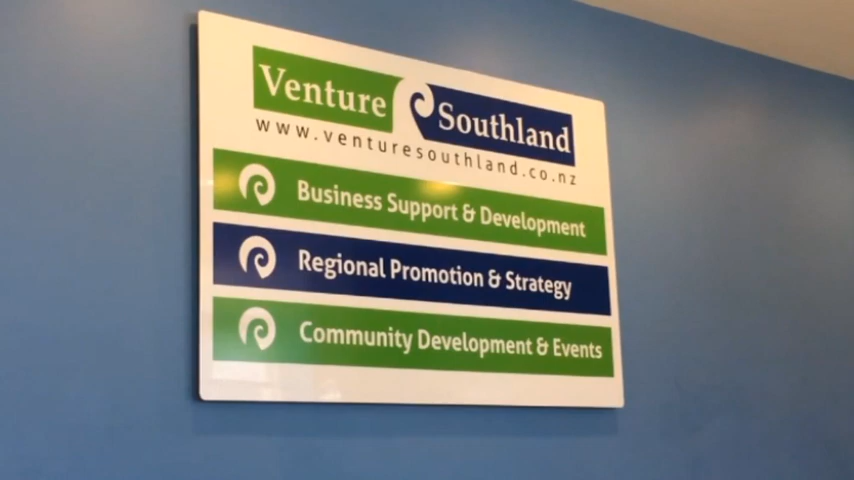 Venture Southland
www.venturesouthland.co.nz
Business Support & Development
Regional Promotion & Strategy
Community Development & Events